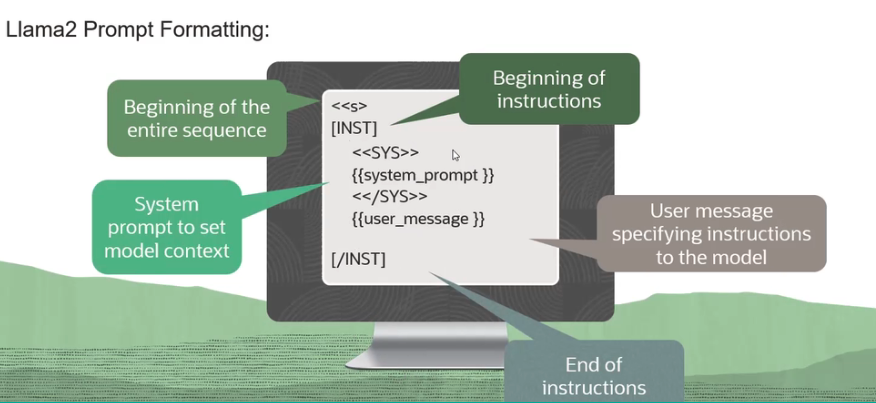 Llama2 Prompt Formatting:
Beginning of the
entire sequence
Beginning of
instructions
<<s>
[INST]
<<SYS>>
{{system_prompt }}
<</SYS>>
{{user_message }}
[/INST]
System
prompt to set
model context
User message
specifying instructions
to the model
End of
instructions